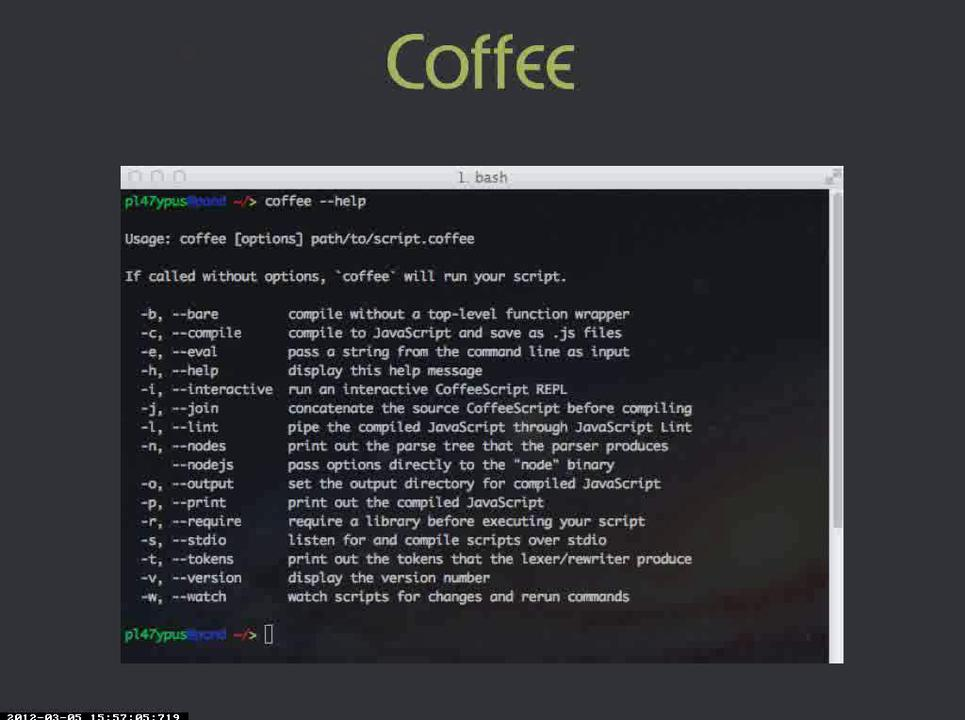 Coffee
1. bash
pl47ypus@pond ~/> coffee --help
Usage: coffee [options] path/to/script.coffee
If called without options, `coffee` will run your script.
-b, --bare compile without a top-level function wrapper
-c, --compile compile to JavaScript and save as .js files
-e, --eval pass a string from the command line as input
-h, --help display this help message
-i, --interactive run an interactive CoffeeScript REPL
-j, --join concatenate the source CoffeeScript before compiling
-l, --lint pipe the compiled JavaScript through JavaScript Lint
-n, --nodes print out the parse tree that the parser produces
--nodejs pass options directly to the "node" binary
-o, --output set the output directory for compiled JavaScript
-p, --print print out the compiled JavaScript
-r, --require require a library before executing your script
-s, --stdio listen for and compile scripts over stdio
-t, --tokens print out the tokens that the lexer/rewriter produce
-v, --version display the version number
-w, --watch watch scripts for changes and rerun commands
pl47ypus@pond ~/>
2012-03-05 15:57:05:719